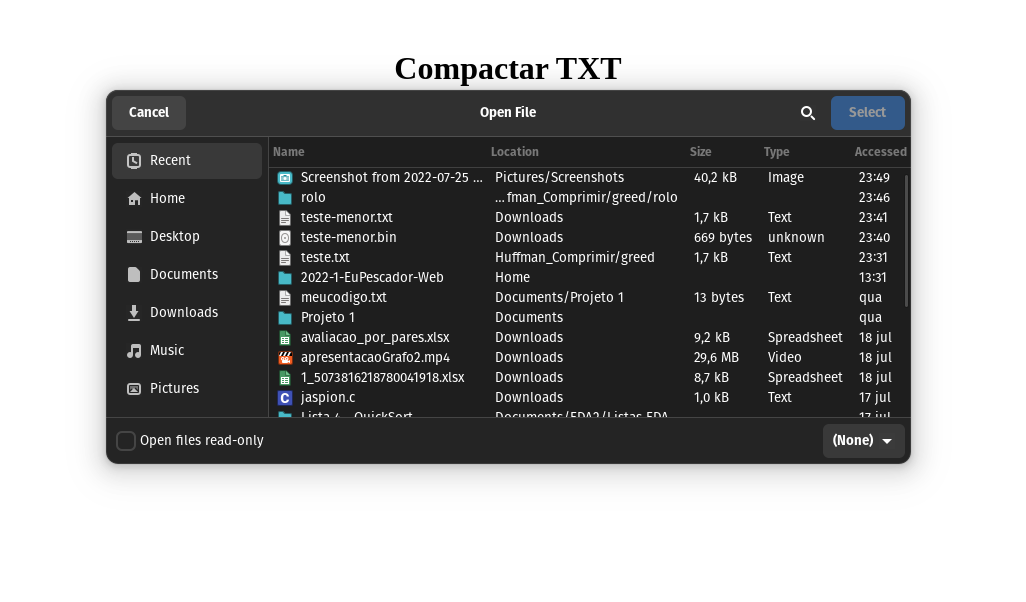 Compactar TXT
Cancel Open File Select
Name Location Size Type Accessed
Recent
Home
Desktop
Documents
Downloads
Music
Pictures
Screenshot from 2022-07-25 ... Pictures/Screenshots 40,2 kB Image 23:49
rolo ...fman_Comprimir/greed/rolo 23:46
teste-menor.txt Downloads 1,7 kB Text 23:41
teste-menor.bin Downloads 669 bytes unknown 23:40
teste.txt Huffman_Comprimir/greed 1,7 kB Text 23:31
2022-1-EuPescador-Web Home 13:31
meucodigo.txt Documents/Projeto 1 13 bytes Text qua
Projeto 1 Documents qua
avaliacao_por_pares.xlsx Downloads 9,2 kB Spreadsheet 18 jul
apresentacaoGrafo2.mp4 Downloads 29,6 MB Video 18 jul
1_5073816218780041918.xlsx Downloads 8,7 kB Spreadsheet 18 jul
jaspion.c Downloads 1,0 kB Text 17 jul
Lista 4 - QuickSort Documents/EDA2/Listas EDA 17 jul
Open files read-only (None)